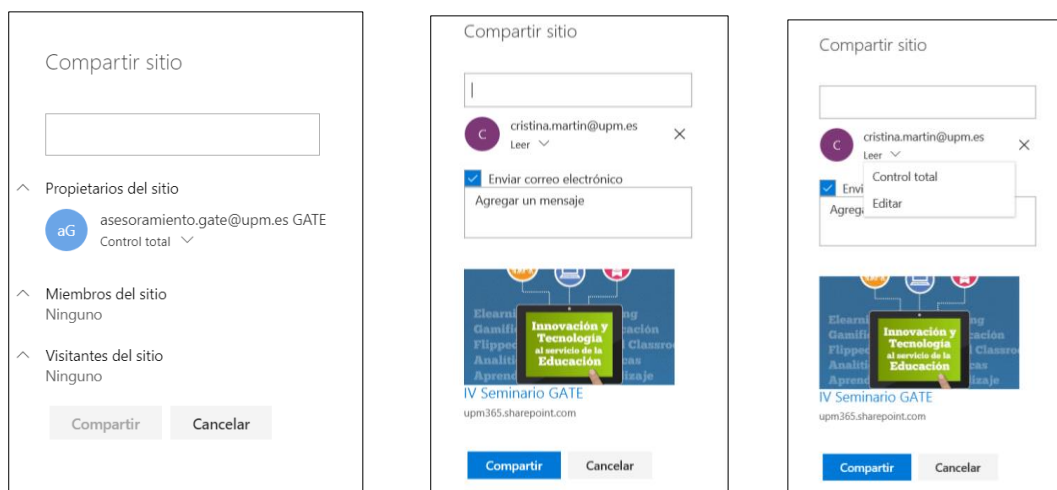 Compartir sitio
Propietarios del sitio
aG
asesoramiento.gate@upm.es GATE
Control total
Miembros del sitio
Ninguno
Visitantes del sitio
Ninguno
Compartir Cancelar
Compartir sitio
C
cristina.martin@upm.es
Leer
Enviar correo electrónico
Agregar un mensaje
Innovación y
Tecnología
al servicio de la
Educación
IV Seminario GATE
upm365.sharepoint.com
Compartir Cancelar
Compartir sitio
C
cristina.martin@upm.es
Leer
Control total
Editar
Envi
Agrega
Innovación y
Tecnología
al servicio de la
Educación
IV Seminario GATE
upm365.sharepoint.com
Compartir Cancelar